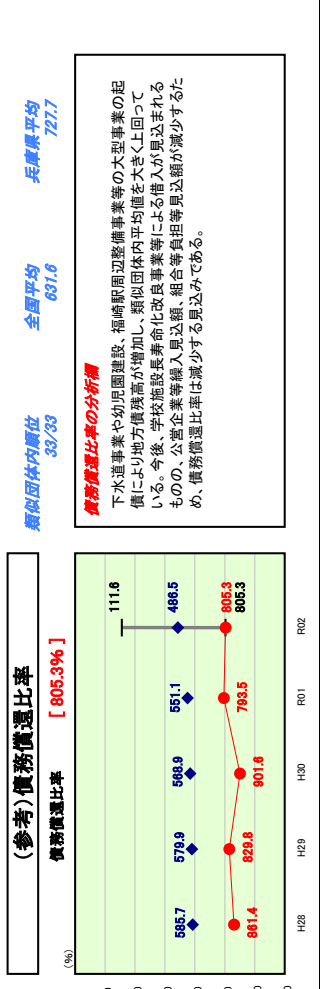 (参考)債務償還比率
債務償還比率 [ 805.3% ]
類似団体内順位
33/33
全国平均
631.6
兵庫県平均
727.7
(%)
111.6
585.7
579.9
568.9
551.1
486.5
861.4
829.8
901.6
793.5
805.3
805.3
H28
H29
H30
R01
R02
債務償還比率の分析欄
下水道事業や幼児園建設、福崎駅周辺整備事業等の大型事業の起
債により地方債残高が増加し、類似団体内平均値を大きく上回って
いる。今後、学校施設長寿命化改良事業等による借入が見込まれる
ものの、公営企業等繰入見込額、組合等負担等見込額が減少するた
め、債務償還比率は減少する見込みである。